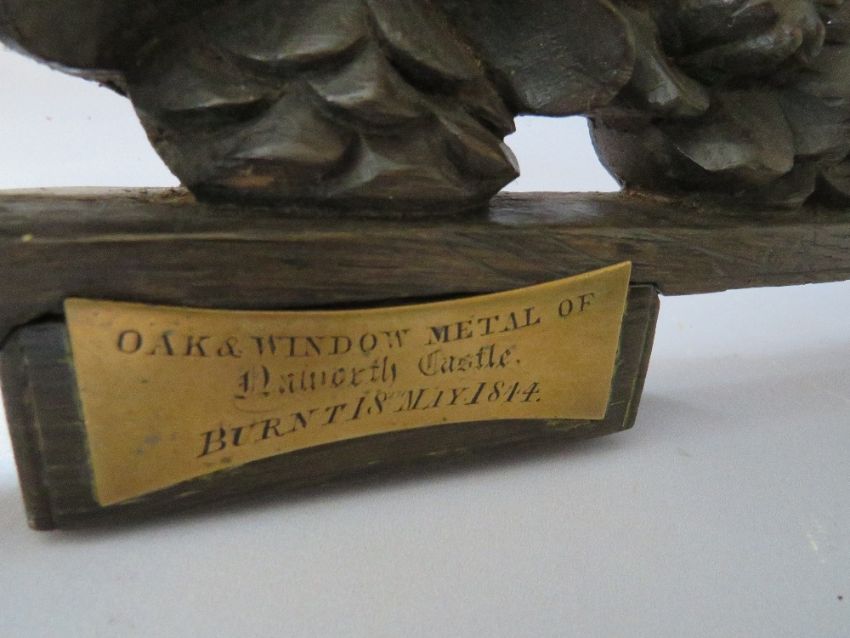 OAK & WINDOW METAL OF
Naworth Castle.
BURNT 18TH MAY.1844.